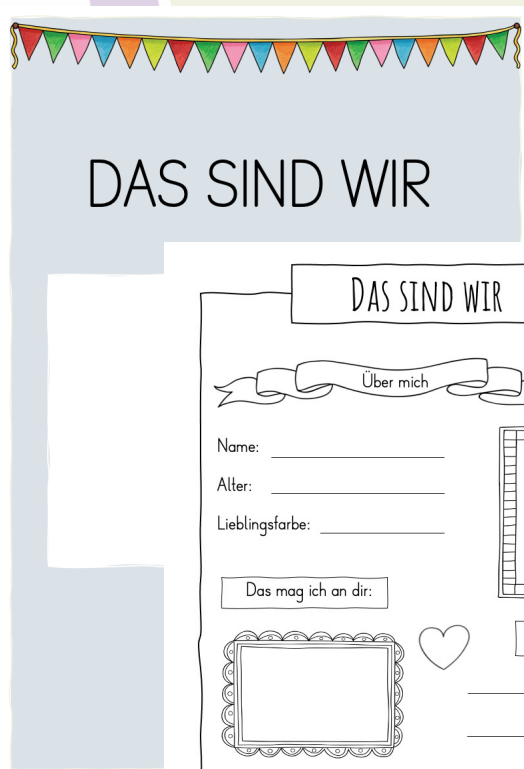 DAS SIND WIR
DAS SIND WIR
Über mich
Name:
Alter:
Lieblingsfarbe:
Das mag ich an dir: